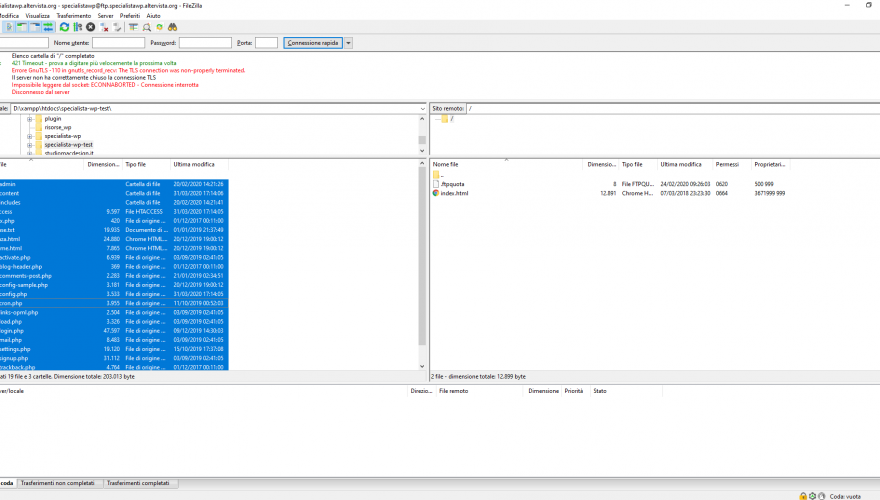 specialistawp.altervista.org - specialistawp@ftp.specialistawp.altervista.org - FileZilla
Modifica Visualizza Trasferimento Server Preferiti Aiuto
Nome utente: Password: Porta: Connessione rapida
Elenco cartella di "/" completato
421 Timeout - prova a digitare più velocemente la prossima volta
Errore GnuTLS -110 in gnutls_record_recv: The TLS connection was non-properly terminated.
Il server non ha correttamente chiuso la connessione TLS
Impossibile leggere dal socket: ECONNABORTED - Connessione interrotta
Disconnesso dal server
ale: D:\xampp\htdocs\specialista-wp-test\
Sito remoto: /
plugin
risorse_wp
specialista-wp
specialista-wp-test
studiomacdesign.it
/
file Dimension... Tipo file Ultima modifica
admin Cartella di file 20/02/2020 14:21:26
content Cartella di file 31/03/2020 17:14:06
includes Cartella di file 20/02/2020 14:21:41
ccess 9.597 File HTACCESS 31/03/2020 17:14:05
x.php 420 File di origine ... 01/12/2017 00:11:00
nse.txt 19.935 Documento di ... 01/01/2019 21:37:49
nza.html 24.880 Chrome HTML... 20/12/2019 19:00:12
me.html 7.865 Chrome HTML... 20/12/2019 19:00:12
activate.php 6.939 File di origine ... 03/09/2019 02:41:05
blog-header.php 369 File di origine ... 01/12/2017 00:11:00
comments-post.php 2.283 File di origine ... 21/01/2019 02:34:51
config-sample.php 3.181 File di origine ... 20/12/2019 19:00:12
config.php 3.533 File di origine ... 31/03/2020 17:14:05
cron.php 3.955 File di origine ... 11/10/2019 00:52:03
links-opml.php 2.504 File di origine ... 03/09/2019 02:41:05
load.php 3.326 File di origine ... 03/09/2019 02:41:05
login.php 47.597 File di origine ... 09/12/2019 14:30:03
mail.php 8.483 File di origine ... 03/09/2019 02:41:05
settings.php 19.120 File di origine ... 15/10/2019 17:37:08
signup.php 31.112 File di origine ... 03/09/2019 02:41:05
trackback.php 4.764 File di origine ... 01/12/2017 00:11:00
ati 19 file e 3 cartelle. Dimensione totale: 203.013 byte
Nome file Dimensio... Tipo file Ultima modifica Permessi Proprietari...
..
.ftpquota 8 File FTPQU... 24/02/2020 09:26:03 0620 500 999
index.html 12.891 Chrome H... 07/03/2018 23:23:30 0664 3671999 999
2 file - dimensione totale: 12.899 byte
ver/locale Direzio... File remoto Dimensione Priorità Stato
coda Trasferimenti non completati Trasferimenti completati
Coda: vuota